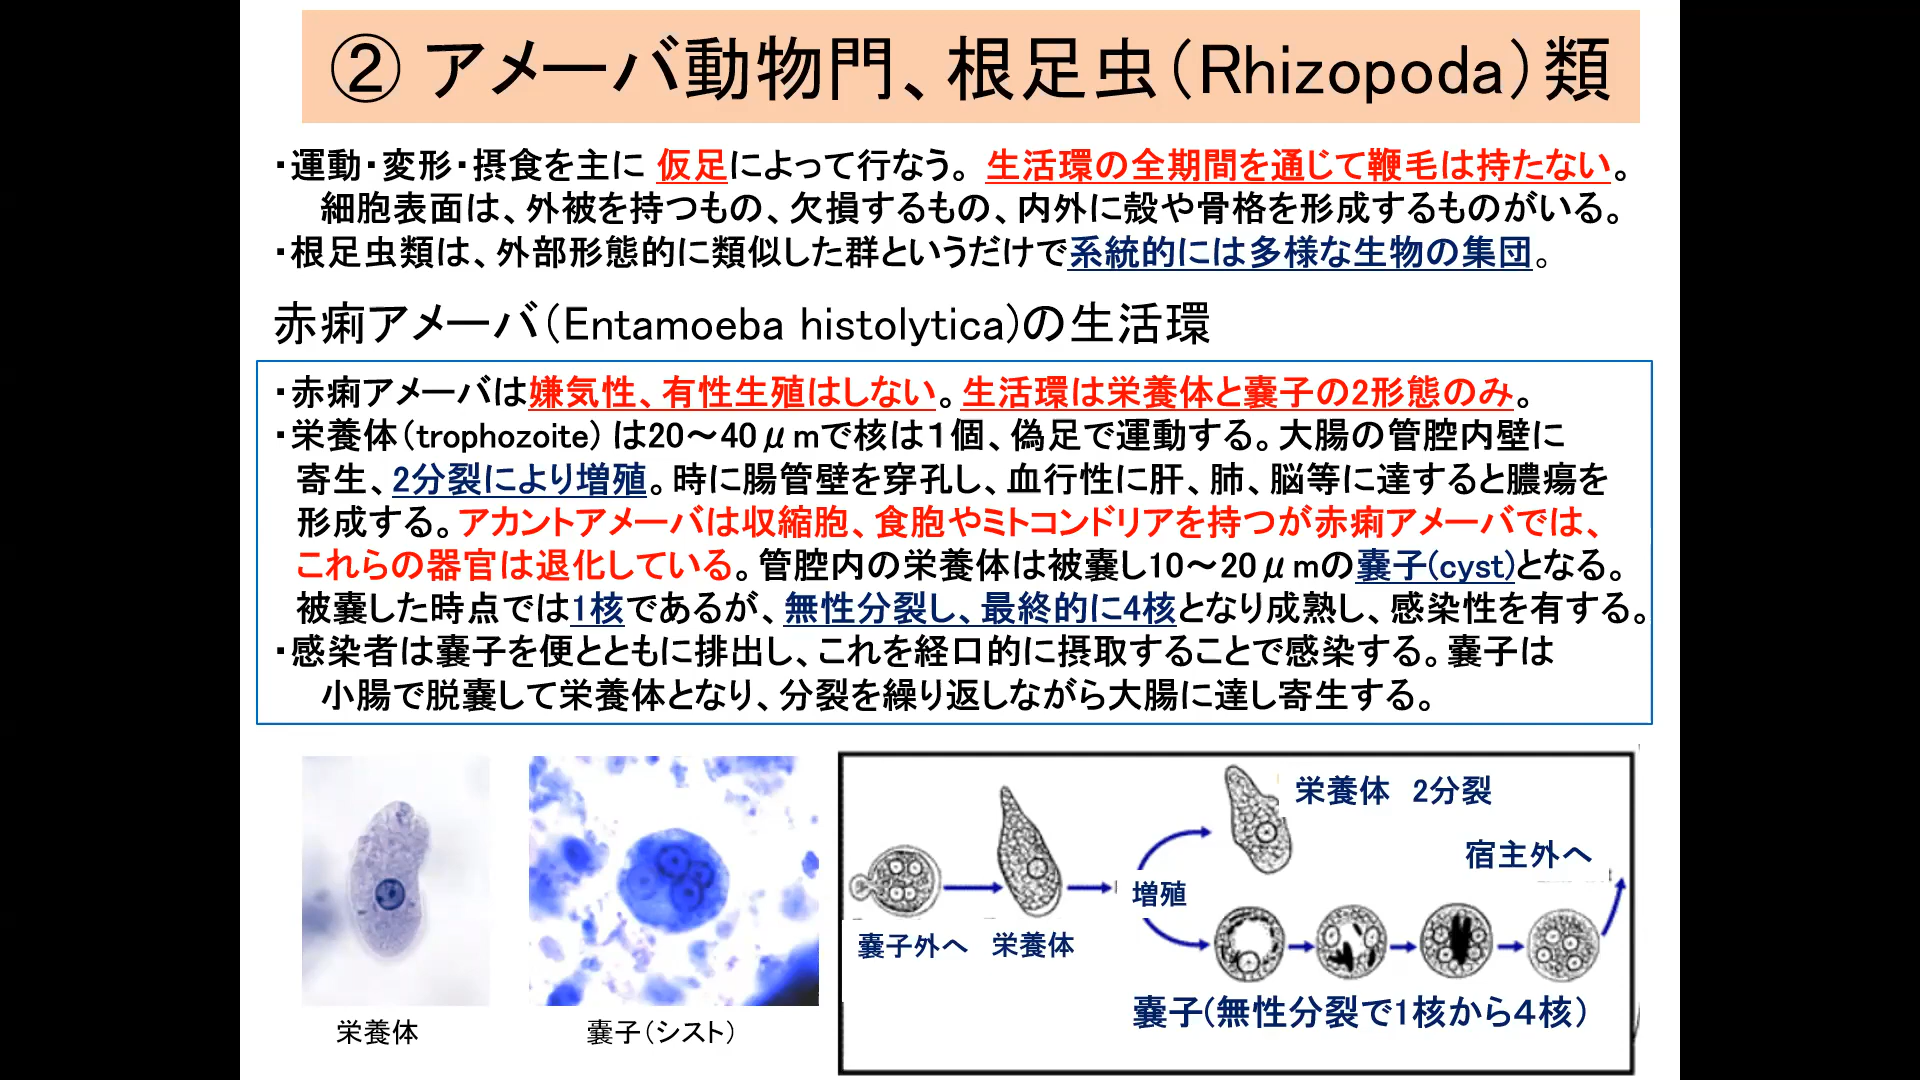 ② アメーバ動物門、根足虫（Rhizopoda）類
・運動・変形・摂食を主に 仮足によって行なう。 生活環の全期間を通じて鞭毛は持たない。
細胞表面は、外被を持つもの、欠損するもの、内外に殻や骨格を形成するものがいる。
・根足虫類は、外部形態的に類似した群というだけで系統的には多様な生物の集団。
赤痢アメーバ（Entamoeba histolytica)の生活環
・赤痢アメーバは嫌気性、有性生殖はしない。生活環は栄養体と嚢子の2形態のみ。
・栄養体（trophozoite) は20～40μmで核は１個、偽足で運動する。大腸の管腔内壁に
寄生、2分裂により増殖。時に腸管壁を穿孔し、血行性に肝、肺、脳等に達すると膿瘍を
形成する。アカントアメーバは収縮胞、食胞やミトコンドリアを持つが赤痢アメーバでは、
これらの器官は退化している。管腔内の栄養体は被嚢し10～20μmの嚢子(cyst)となる。
被嚢した時点では1核であるが、無性分裂し、最終的に4核となり成熟し、感染性を有する。
・感染者は嚢子を便とともに排出し、これを経口的に摂取することで感染する。嚢子は
小腸で脱嚢して栄養体となり、分裂を繰り返しながら大腸に達し寄生する。
栄養体
嚢子（シスト）
嚢子外へ
栄養体
増殖
栄養体 2分裂
宿主外へ
嚢子(無性分裂で1核から４核）